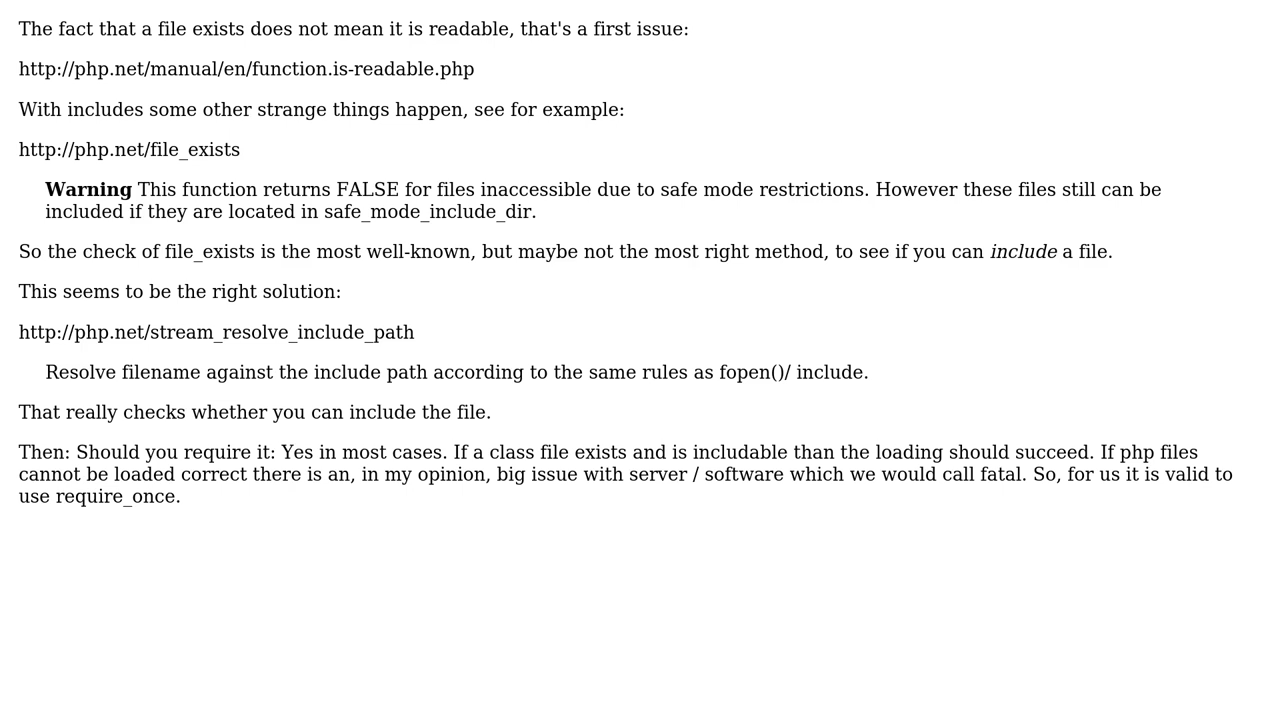 The fact that a file exists does not mean it is readable, that's a first issue:
http://php.net/manual/en/function.is-readable.php
With includes some other strange things happen, see for example:
http://php.net/file_exists
Warning This function returns FALSE for files inaccessible due to safe mode restrictions. However these files still can be
included if they are located in safe_mode_include_dir.
So the check of file_exists is the most well-known, but maybe not the most right method, to see if you can include a file.
This seems to be the right solution:
http://php.net/stream_resolve_include_path
Resolve filename against the include path according to the same rules as fopen()/ include.
That really checks whether you can include the file.
Then: Should you require it: Yes in most cases. If a class file exists and is includable than the loading should succeed. If php files
cannot be loaded correct there is an, in my opinion, big issue with server / software which we would call fatal. So, for us it is valid to
use require_once.